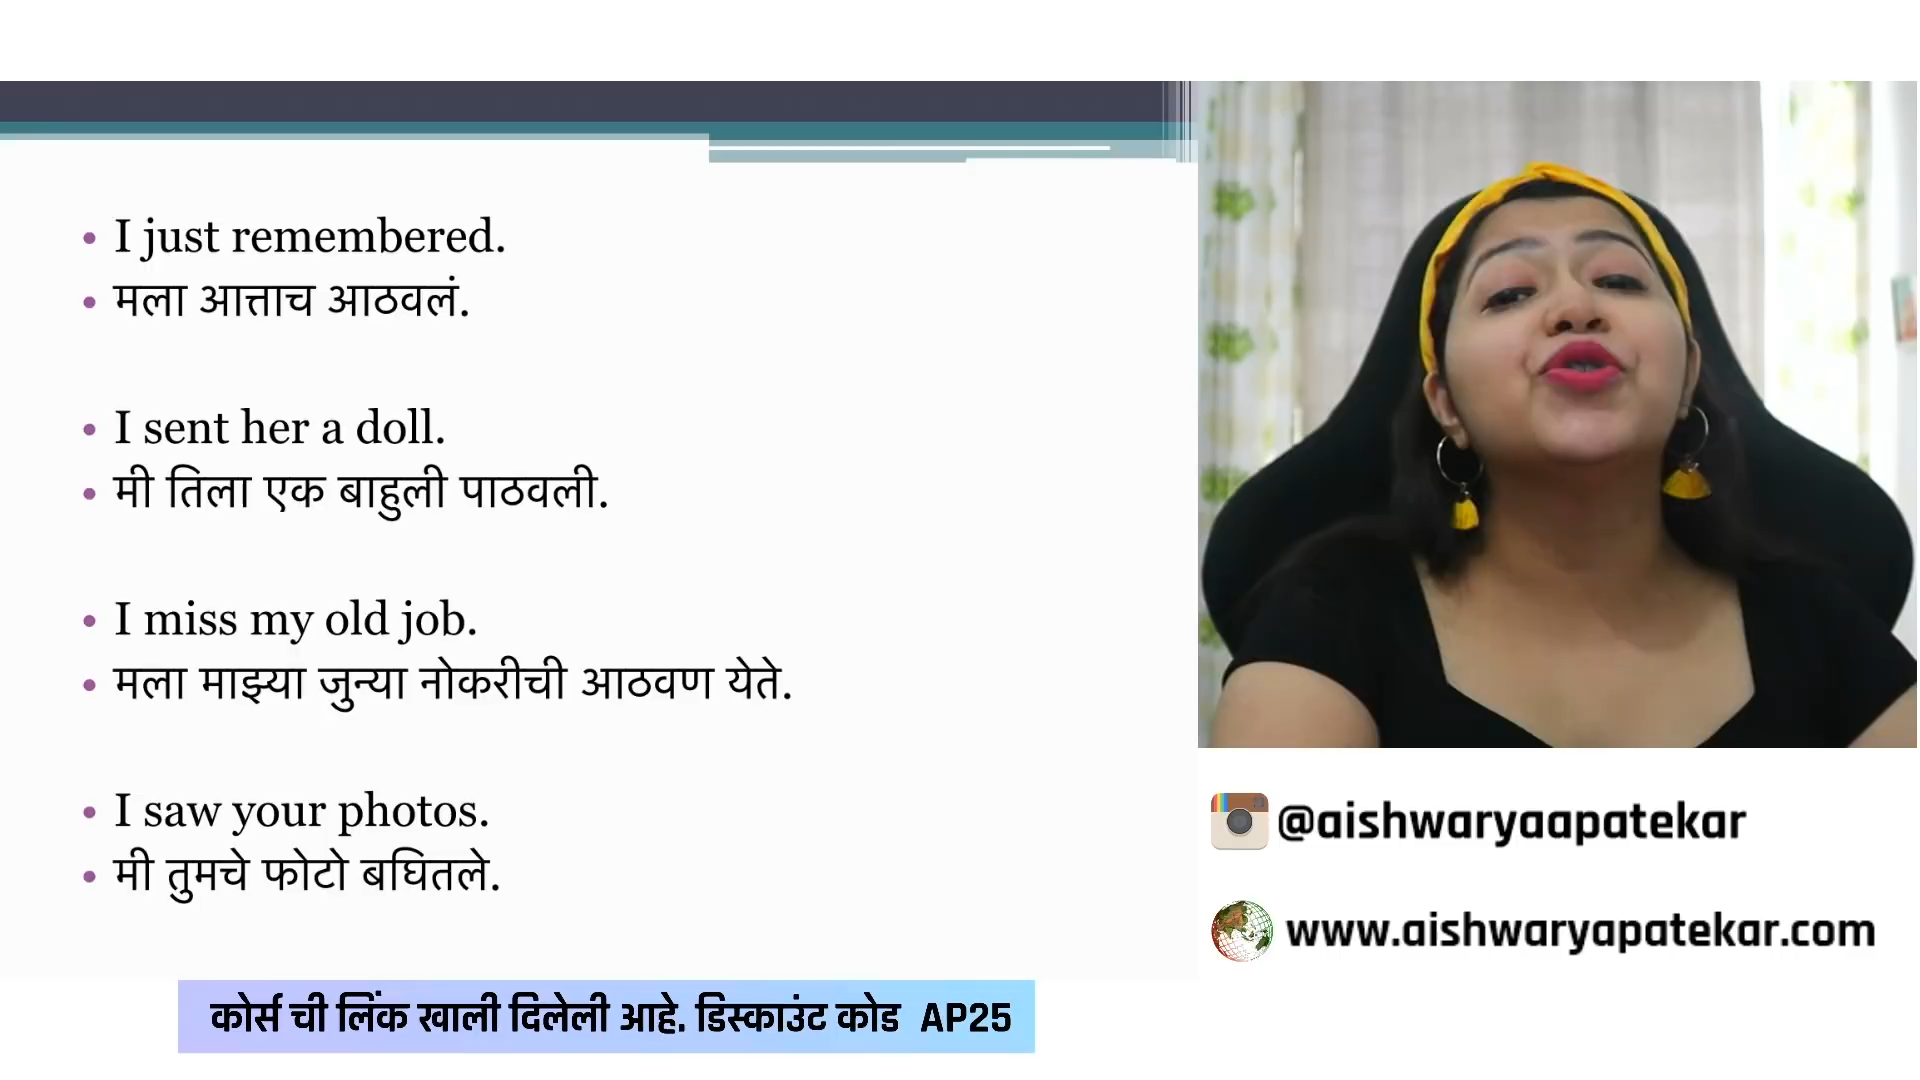 I just remembered.
मला आत्ताच आठवलं.
I sent her a doll.
मी तिला एक बाहुली पाठवली.
I miss my old job.
मला माझ्या जुन्या नोकरीची आठवण येते.
I saw your photos.
मी तुमचे फोटो बघितले.
@aishwaryaapatekar
www.aishwaryapatekar.com
कोर्स ची लिंक खाली दिलेली आहे. डिस्काउंट कोड AP25